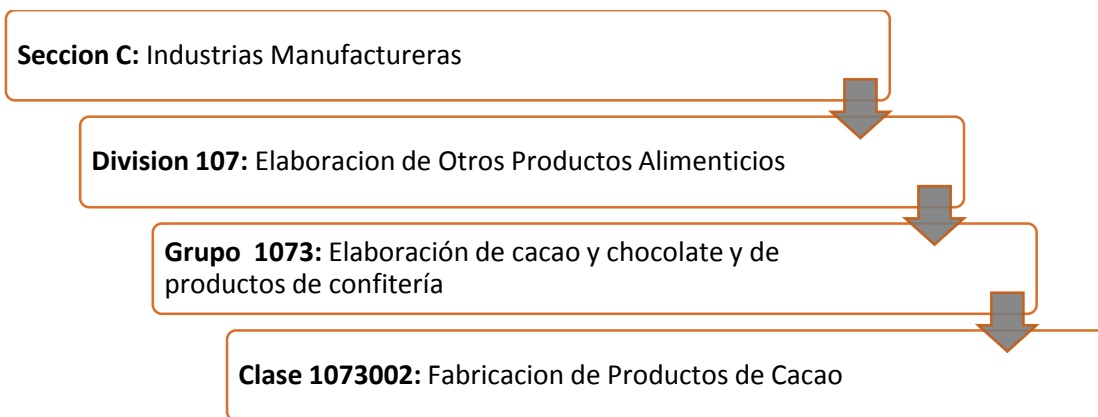 Seccion C: Industrias Manufactureras
Division 107: Elaboracion de Otros Productos Alimenticios
Grupo 1073: Elaboración de cacao y chocolate y de
productos de confitería
Clase 1073002: Fabricacion de Productos de Cacao